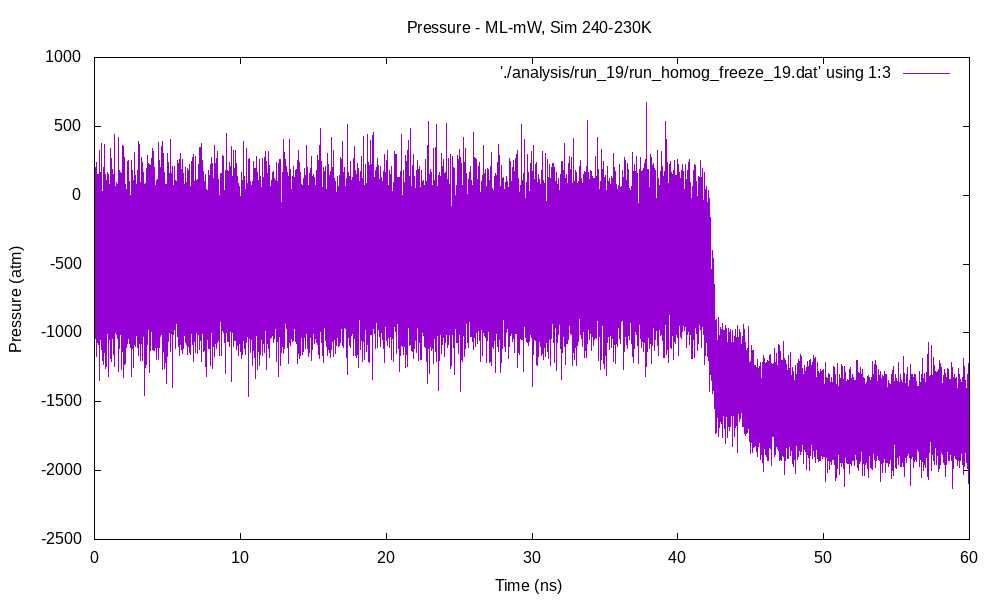 Pressure - ML-mW, Sim 240-230K
'./analysis/run_19/run_homog_freeze_19.dat' using 1:3
1000
500
0
-500
-1000
-1500
-2000
-2500
Pressure (atm)
0 10 20 30 40 50 60
Time (ns)